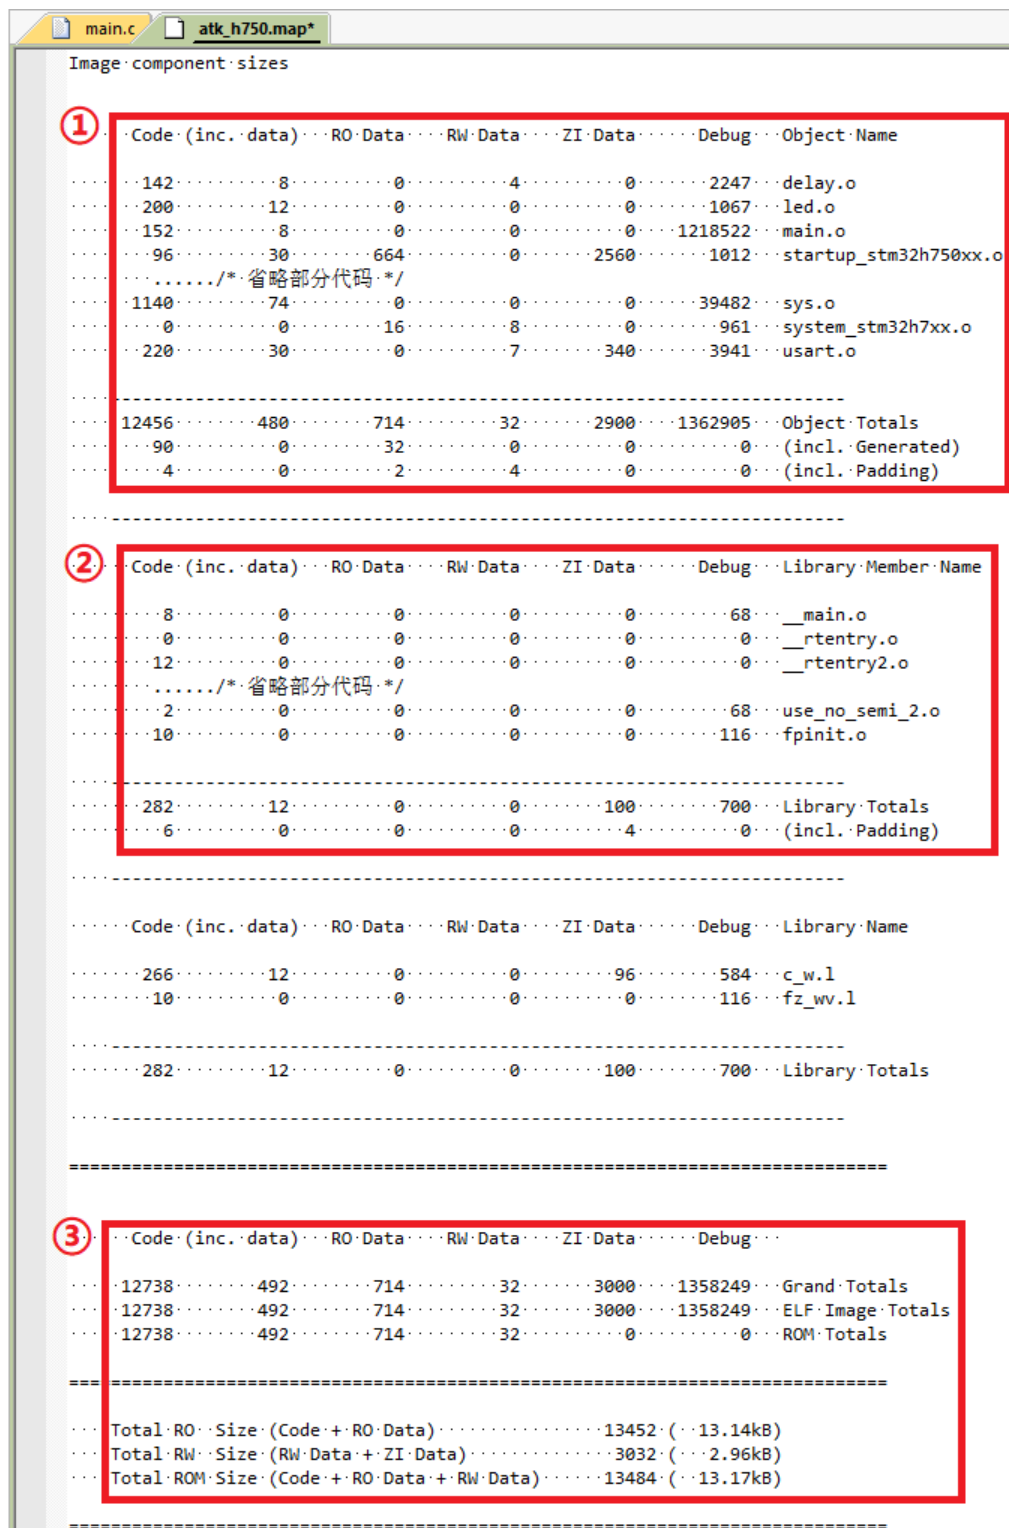 main.c atk_h750.map*
Image component sizes
①
Code (inc. data) RO Data RW Data ZI Data Debug Object Name
142 8 0 4 0 2247 delay.o
200 12 0 0 0 1067 led.o
152 8 0 0 0 1218522 main.o
96 30 664 0 2560 1012 startup_stm32h750xx.o
....../* 省略部分代码 */
1140 74 0 0 0 39482 sys.o
0 0 16 8 0 961 system_stm32h7xx.o
220 30 0 7 340 3941 usart.o
----------------------------------------------------------------------
12456 480 714 32 2900 1362905 Object Totals
90 0 32 0 0 0 (incl. Generated)
4 0 2 4 0 0 (incl. Padding)
----------------------------------------------------------------------
②
Code (inc. data) RO Data RW Data ZI Data Debug Library Member Name
8 0 0 0 0 68 __main.o
0 0 0 0 0 0 __rtentry.o
12 0 0 0 0 0 __rtentry2.o
....../* 省略部分代码 */
2 0 0 0 0 68 use_no_semi_2.o
10 0 0 0 0 116 fpinit.o
----------------------------------------------------------------------
282 12 0 0 100 700 Library Totals
6 0 0 0 4 0 (incl. Padding)
----------------------------------------------------------------------
Code (inc. data) RO Data RW Data ZI Data Debug Library Name
266 12 0 0 96 584 c_w.l
10 0 0 0 0 116 fz_wv.l
----------------------------------------------------------------------
282 12 0 0 100 700 Library Totals
----------------------------------------------------------------------
==============================================================================
③
Code (inc. data) RO Data RW Data ZI Data Debug
12738 492 714 32 3000 1358249 Grand Totals
12738 492 714 32 3000 1358249 ELF Image Totals
12738 492 714 32 0 0 ROM Totals
==============================================================================
Total RO Size (Code + RO Data) 13452 ( 13.14kB)
Total RW Size (RW Data + ZI Data) 3032 ( 2.96kB)
Total ROM Size (Code + RO Data + RW Data) 13484 ( 13.17kB)
==============================================================================